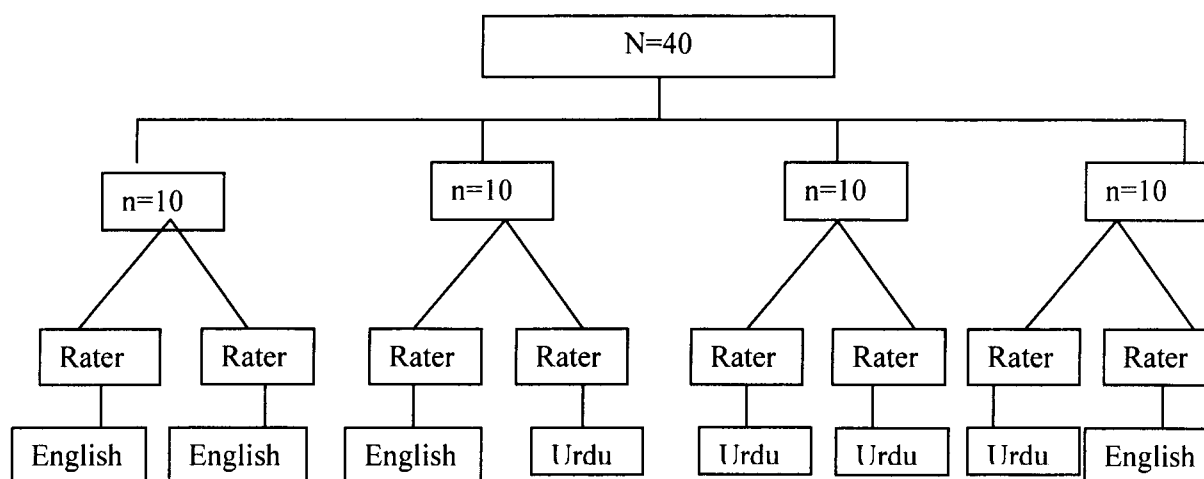 N=40
n=10 n=10 n=10 n=10
Rater Rater Rater Rater Rater Rater Rater Rater
English English English Urdu Urdu Urdu Urdu English